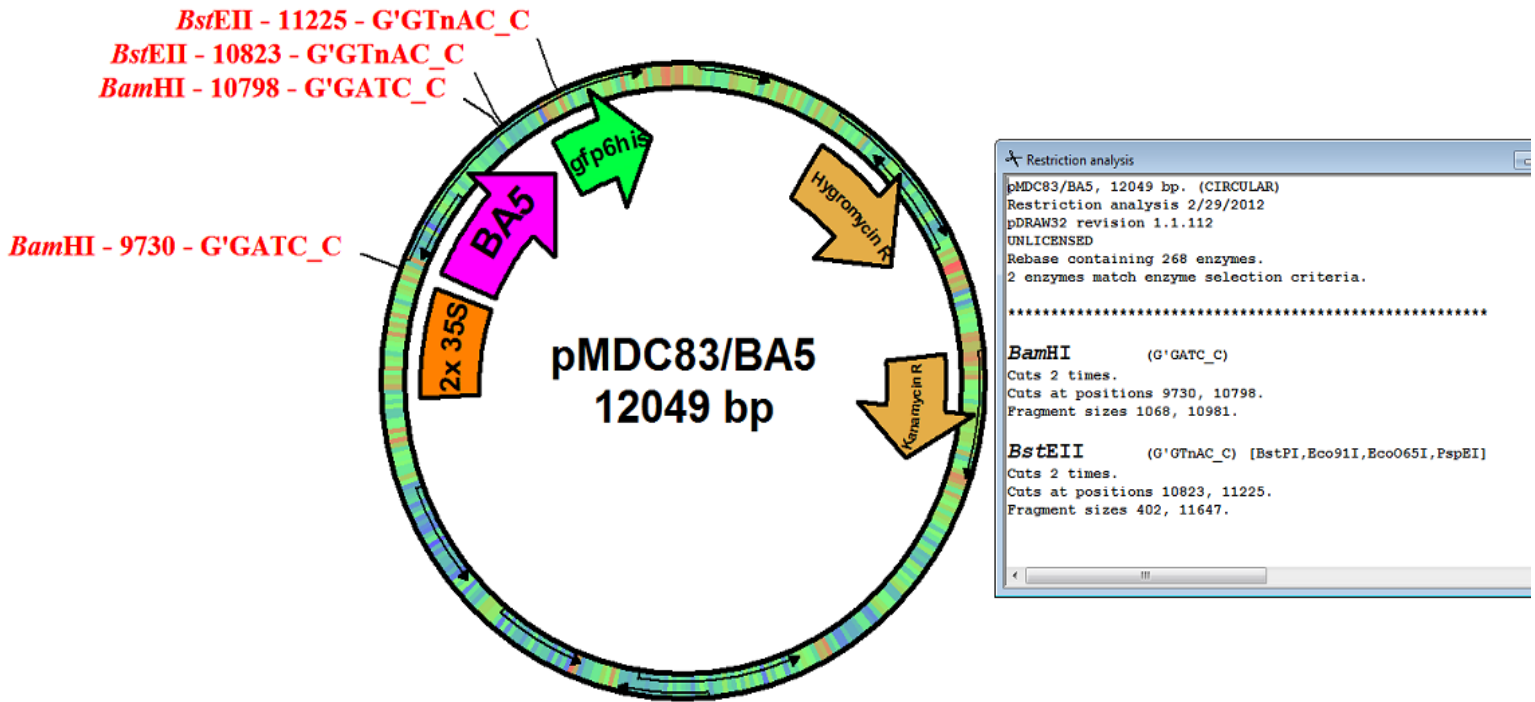 BstEII - 11225 - G'GTnAC_C
BstEII - 10823 - G'GTnAC_C
BamHI - 10798 - G'GATC_C
BamHI - 9730 - G'GATC_C
gfp6his
BA5
2x 35S
Hygromycin R
Kanamycin R
pMDC83/BA5
12049 bp
Restriction analysis
pMDC83/BA5, 12049 bp. (CIRCULAR)
Restriction analysis 2/29/2012
pDRAW32 revision 1.1.112
UNLICENSED
Rebase containing 268 enzymes.
2 enzymes match enzyme selection criteria.
********************************************************
BamHI (G'GATC_C)
Cuts 2 times.
Cuts at positions 9730, 10798.
Fragment sizes 1068, 10981.
BstEII (G'GTnAC_C) [BstPI,Eco91I,EcoO65I,PspEI]
Cuts 2 times.
Cuts at positions 10823, 11225.
Fragment sizes 402, 11647.